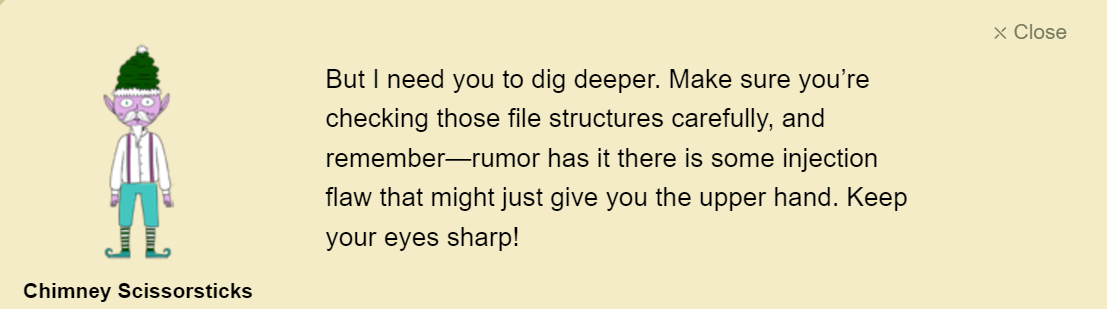 × Close
But I need you to dig deeper. Make sure you’re
checking those file structures carefully, and
remember—rumor has it there is some injection
flaw that might just give you the upper hand. Keep
your eyes sharp!
Chimney Scissorsticks